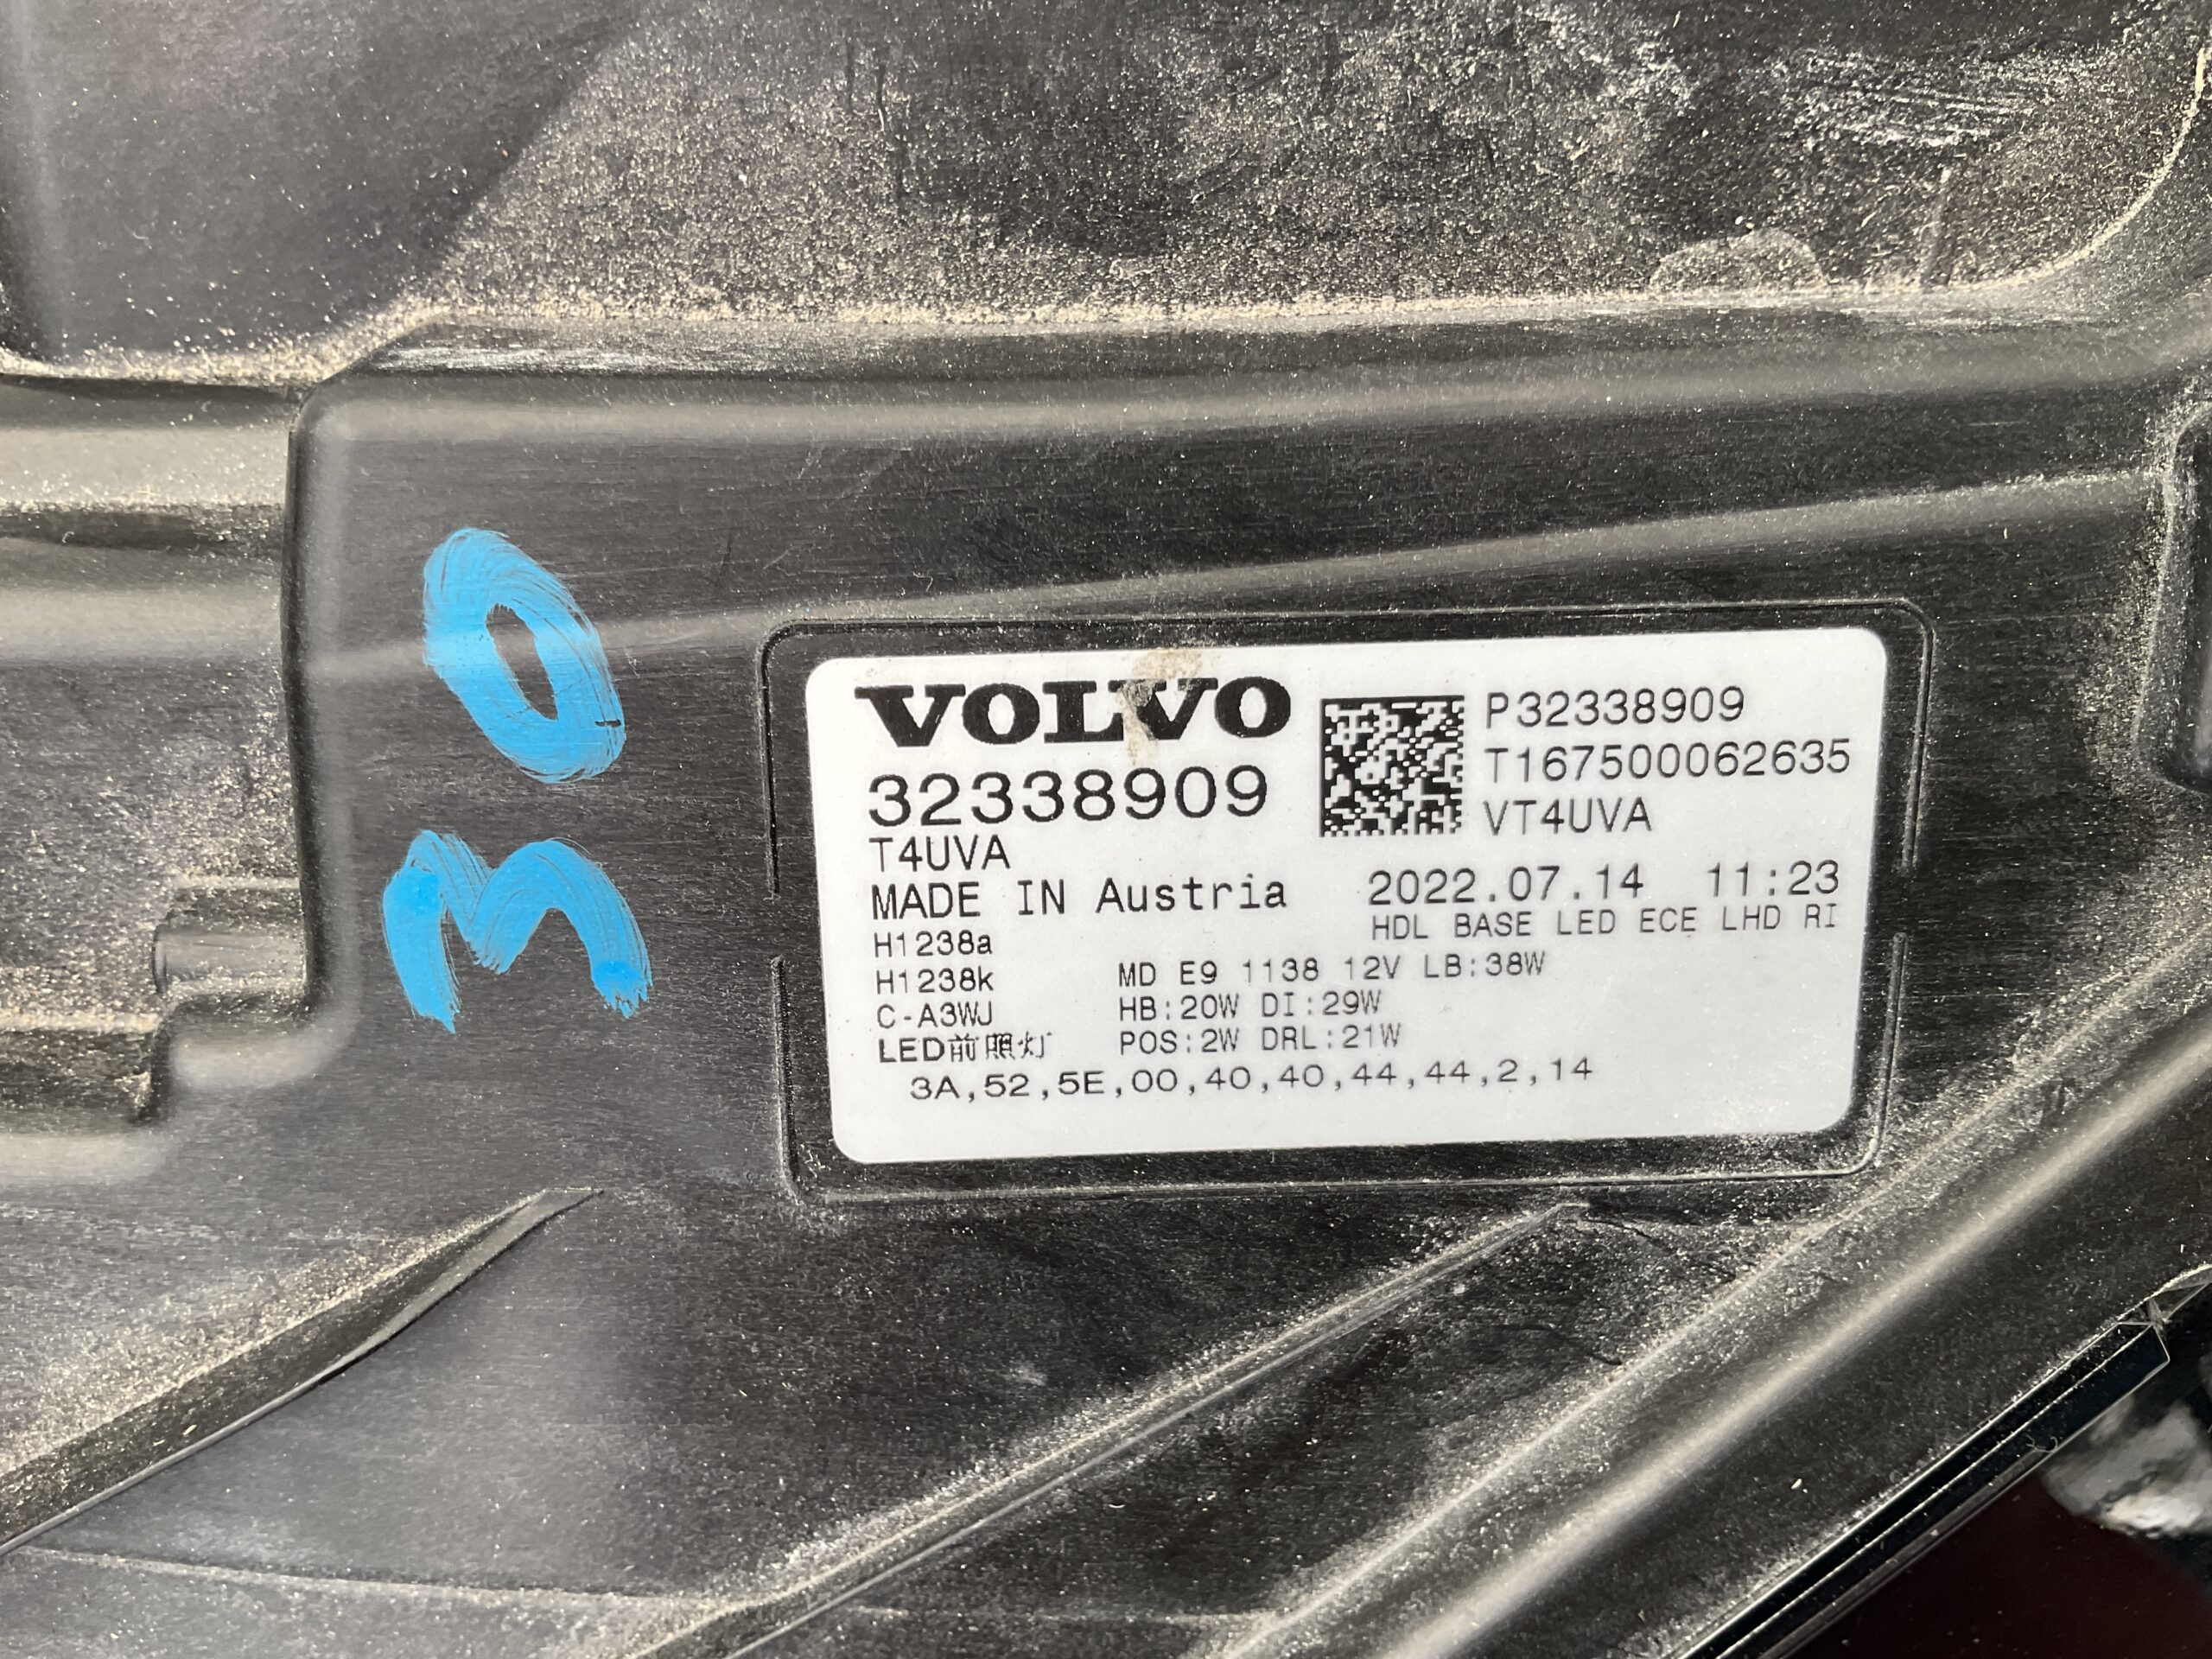 30
VOLVO
32338909
T4UVA
MADE IN Austria
H1238a
H1238k
C-A3WJ
LED前照灯
P32338909
T167500062635
VT4UVA
2022.07.14 11:23
HDL BASE LED ECE LHD RI
MD E9 1138 12V LB:38W
HB:20W DI:29W
POS:2W DRL:21W
3A,52,5E,00,40,40,44,44,2,14